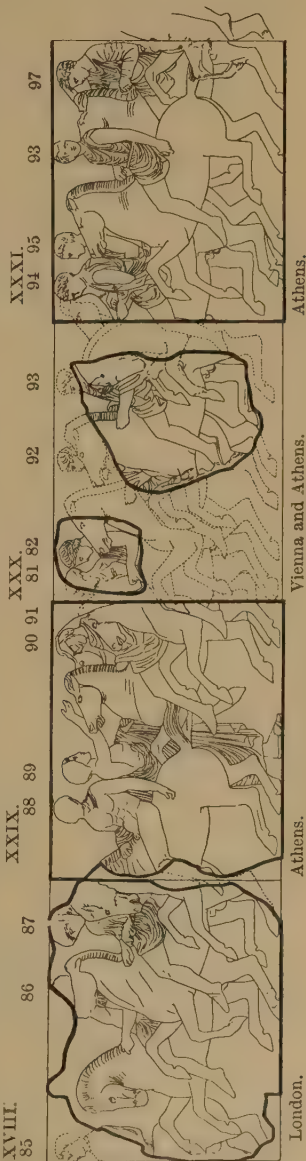 XVIII. XXIX. XXX. XXXI.
85 86 87 88 89 90 91 81 82 92 93 94 95 93 97
London. Athens. Vienna and Athens. Athens.